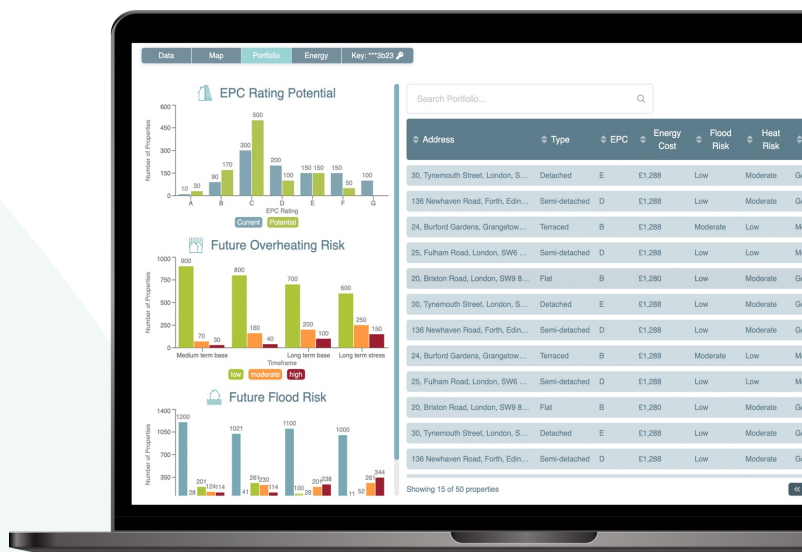 Data Map Portfolio Energy Key: ***3b23
EPC Rating Potential
Number of Properties
600
450
300
150
0
10 30 90 170 300 500 200 100 150 150 150 50 100
A B C D E F G
EPC Rating
Current Potential
Future Overheating Risk
Number of Properties
1000
750
500
250
0
900 70 30 800 160 40 700 200 100 600 250 150
Medium term base Long term base Long term stress
Timeframe
low moderate high
Future Flood Risk
Number of Properties
1400
1050
700
350
1200 28 201 124 114 1021 41 281 230 114 1100 100 28 201 238 1000 11 52 261 344
Search Portfolio...
Address Type EPC Energy Cost Flood Risk Heat Risk
30, Tynemouth Street, London, S... Detached E £1,288 Low Moderate
136 Newhaven Road, Forth, Edin... Semi-detached D £1,288 Low Moderate
24, Burford Gardens, Grangetow... Terraced B £1,288 Moderate Low
25, Fulham Road, London, SW6 ... Semi-detached D £1,288 Low Low
20, Brixton Road, London, SW9 8... Flat B £1,280 Low Moderate
30, Tynemouth Street, London, S... Detached E £1,288 Low Moderate
136 Newhaven Road, Forth, Edin... Semi-detached D £1,288 Low Moderate
24, Burford Gardens, Grangetow... Terraced B £1,288 Moderate Low
25, Fulham Road, London, SW6 ... Semi-detached D £1,288 Low Low
20, Brixton Road, London, SW9 8... Flat B £1,280 Low Moderate
30, Tynemouth Street, London, S... Detached E £1,288 Low Moderate
136 Newhaven Road, Forth, Edin... Semi-detached D £1,288 Low Moderate
Showing 15 of 50 properties